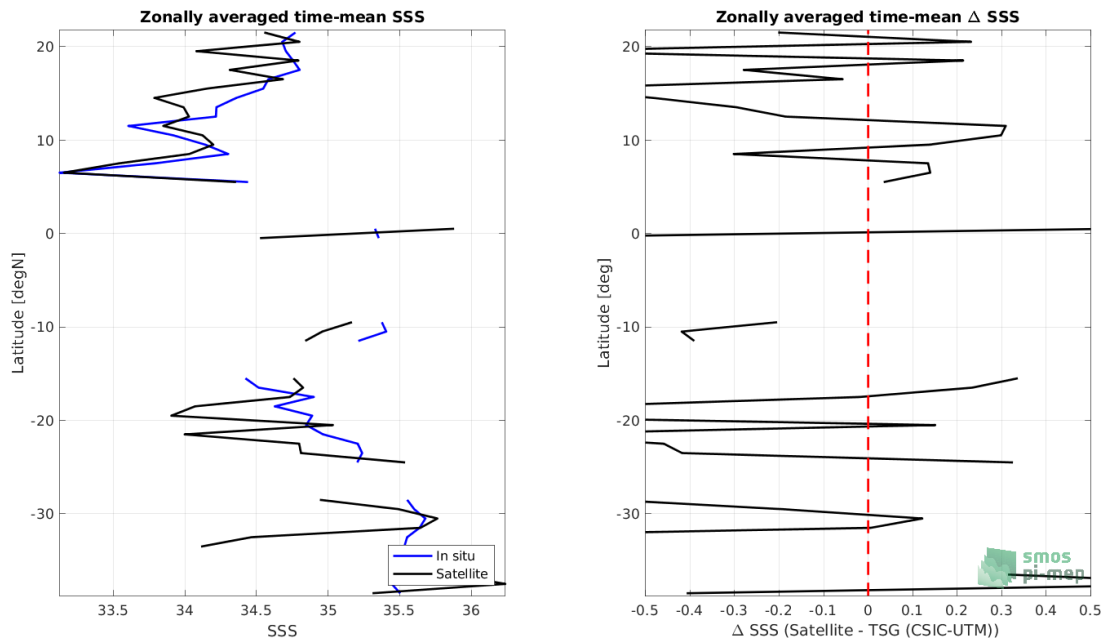 Zonally averaged time-mean SSS
Latitude [degN]
20
10
0
-10
-20
-30
33.5
34
34.5
35
35.5
36
SSS
In situ
Satellite
Zonally averaged time-mean Δ SSS
Latitude [deg]
20
10
0
-10
-20
-30
-0.5
-0.4
-0.3
-0.2
-0.1
0
0.1
0.2
0.3
0.4
0.5
Δ SSS (Satellite - TSG (CSIC-UTM))
smos
pi-mep